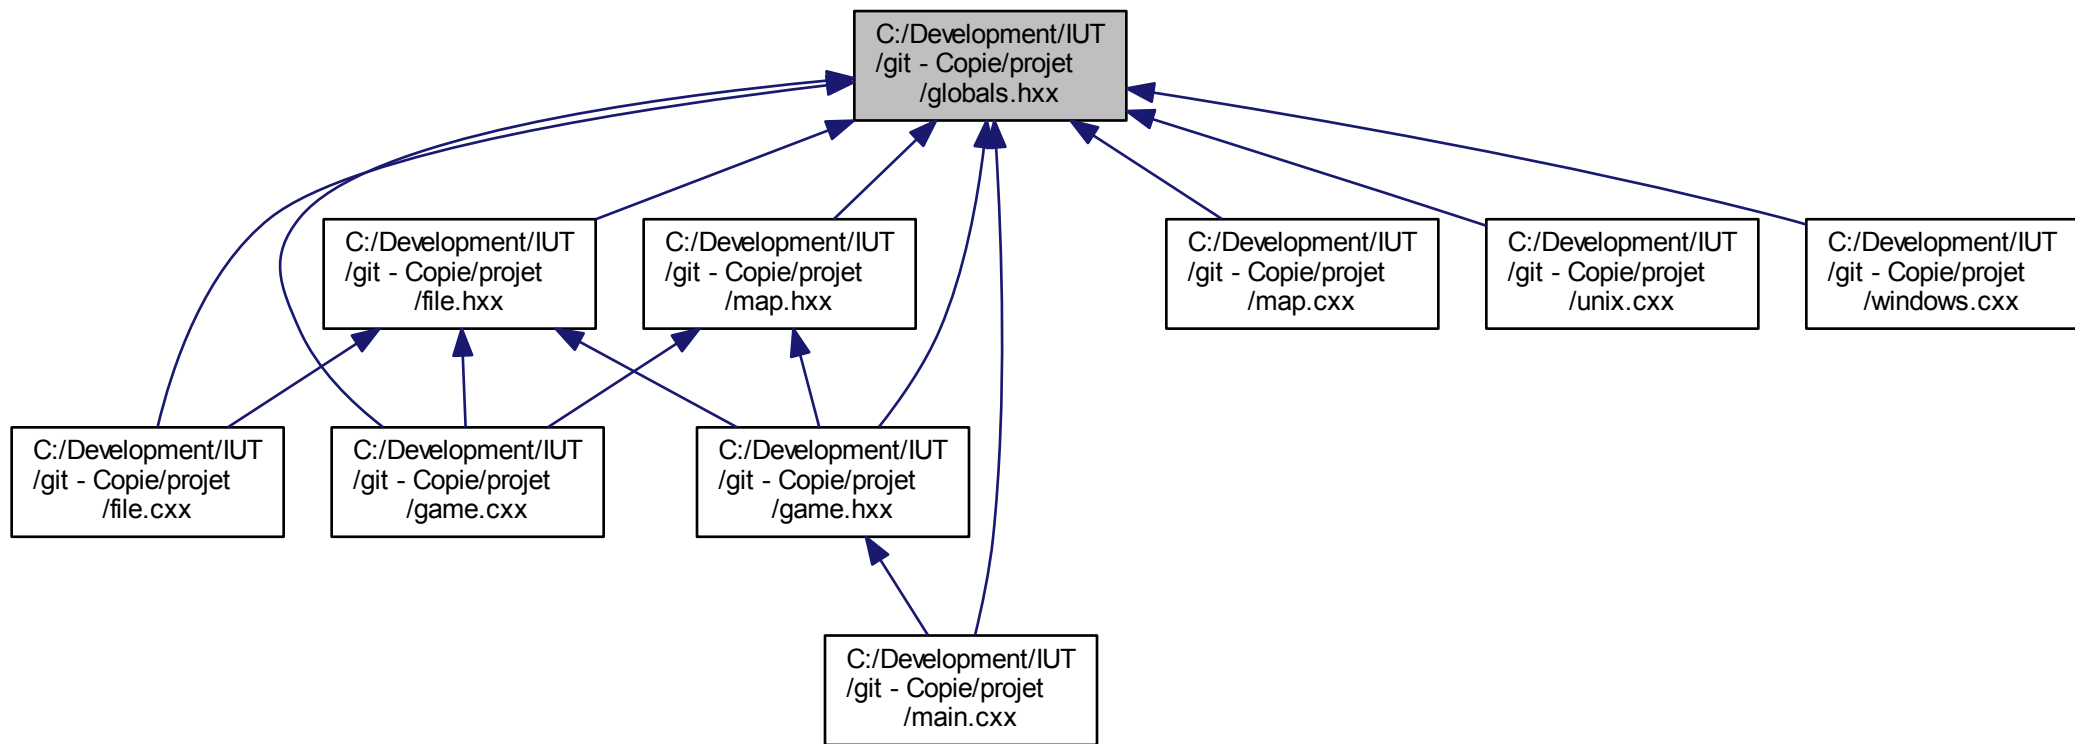 C:/Development/IUT
/git - Copie/projet
/globals.hxx
C:/Development/IUT
/git - Copie/projet
/file.hxx
C:/Development/IUT
/git - Copie/projet
/map.hxx
C:/Development/IUT
/git - Copie/projet
/map.cxx
C:/Development/IUT
/git - Copie/projet
/unix.cxx
C:/Development/IUT
/git - Copie/projet
/windows.cxx
C:/Development/IUT
/git - Copie/projet
/file.cxx
C:/Development/IUT
/git - Copie/projet
/game.cxx
C:/Development/IUT
/git - Copie/projet
/game.hxx
C:/Development/IUT
/git - Copie/projet
/main.cxx